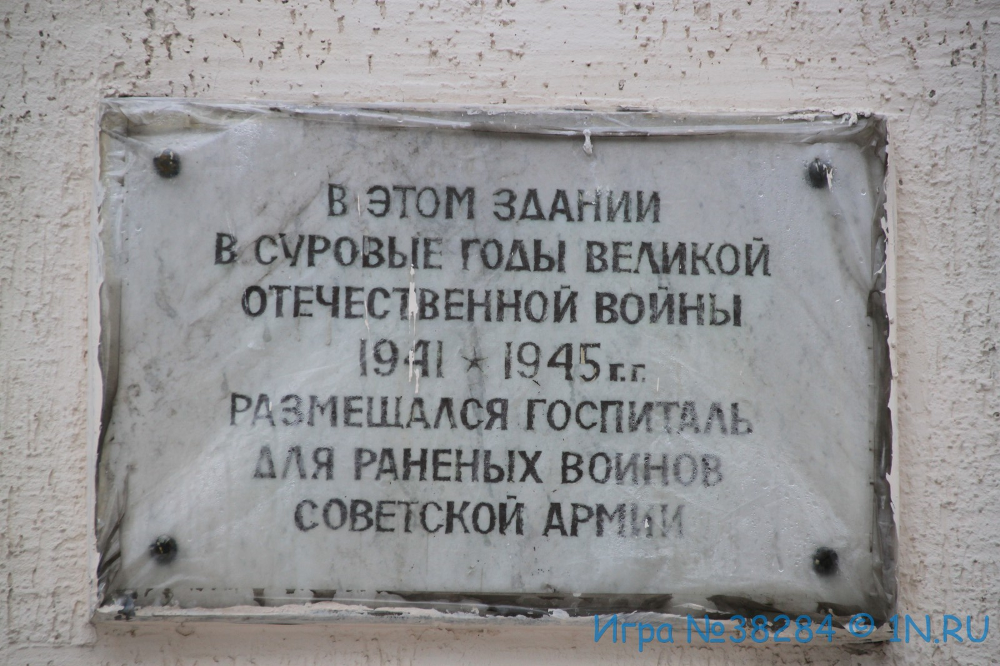 В ЭТОМ ЗДАНИИ
В СУРОВЫЕ ГОДЫ ВЕЛИКОЙ
ОТЕЧЕСТВЕННОЙ ВОЙНЫ
1941 ★ 1945 г.г.
РАЗМЕЩАЛСЯ ГОСПИТАЛЬ
ДЛЯ РАНЕНЫХ ВОИНОВ
СОВЕТСКОЙ АРМИИ
Игра №38284 © 1N.RU